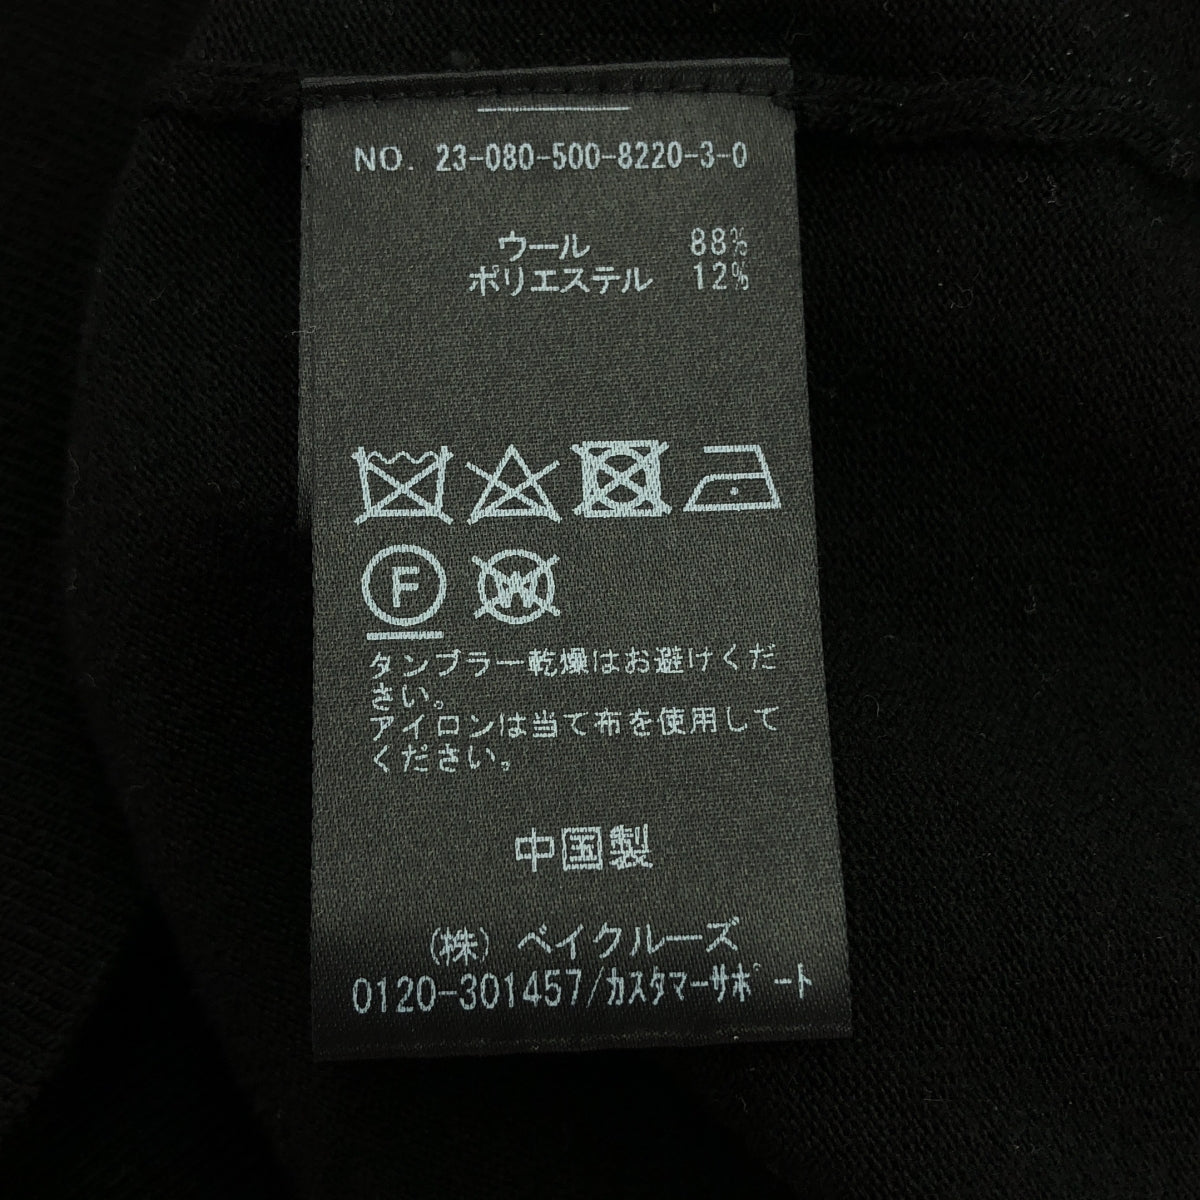 NO. 23-080-500-8220-3-0
ウール 88%
ポリエステル 12%
F W
タンブラー乾燥はお避けくだ
さい。
アイロンは当て布を使用して
ください。
中国製
(株) ベイクルーズ
0120-301457/カスタマーサポート